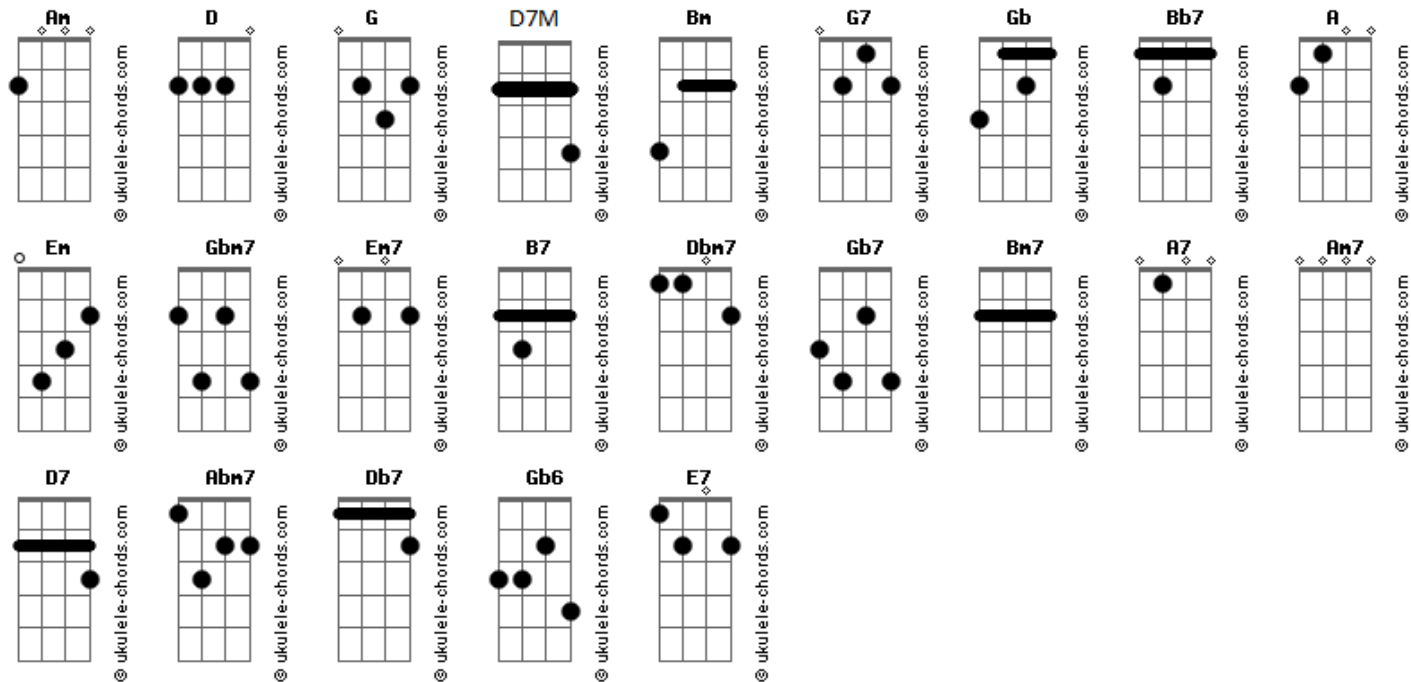 Am D G D7M Bm G7 Gb Bb7 A
© ukulele-chords.com © ukulele-chords.com © ukulele-chords.com © ukulele-chords.com © ukulele-chords.com © ukulele-chords.com © ukulele-chords.com © ukulele-chords.com © ukulele-chords.com
Em Gbm7 Em7 B7 Dbm7 Gb7 Bm7 A7 Am7
© ukulele-chords.com © ukulele-chords.com © ukulele-chords.com © ukulele-chords.com © ukulele-chords.com © ukulele-chords.com © ukulele-chords.com © ukulele-chords.com © ukulele-chords.com
D7 Abm7 Db7 Gb6 E7
© ukulele-chords.com © ukulele-chords.com © ukulele-chords.com © ukulele-chords.com © ukulele-chords.com